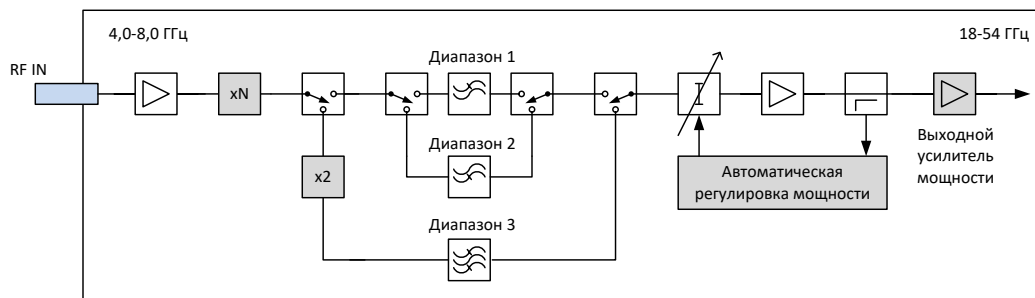 4,0-8,0 ГГц
18-54 ГГц
RF IN
Диапазон 1
xN
Диапазон 2
x2
Диапазон 3
Автоматическая
регулировка мощности
Выходной
усилитель
мощности